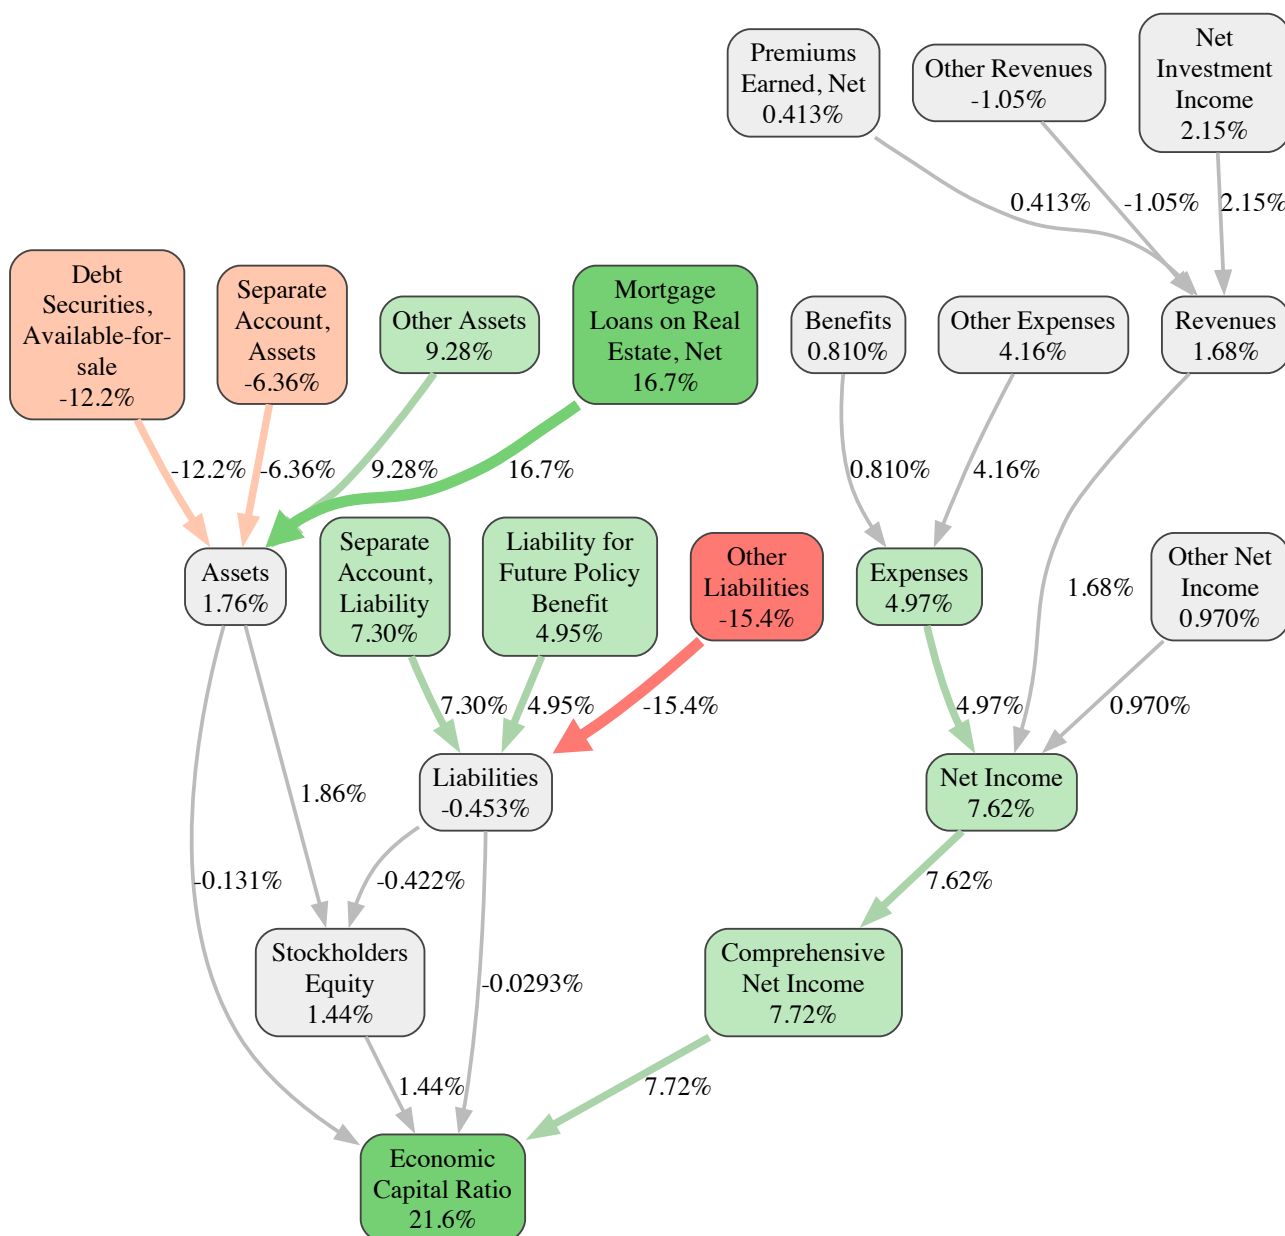 Premiums
Earned, Net
0.413%
Other Revenues
-1.05%
Net
Investment
Income
2.15%
0.413%
-1.05%
2.15%
Debt
Securities,
Available-for-
sale
-12.2%
Separate
Account,
Assets
-6.36%
Other Assets
9.28%
Mortgage
Loans on Real
Estate, Net
16.7%
Benefits
0.810%
Other Expenses
4.16%
Revenues
1.68%
-12.2%
-6.36%
9.28%
16.7%
0.810%
4.16%
Assets
1.76%
Separate
Account,
Liability
7.30%
Liability for
Future Policy
Benefit
4.95%
Other
Liabilities
-15.4%
Expenses
4.97%
1.68%
Other Net
Income
0.970%
7.30%
4.95%
-15.4%
4.97%
0.970%
1.86%
Liabilities
-0.453%
Net Income
7.62%
-0.131%
-0.422%
7.62%
Stockholders
Equity
1.44%
-0.0293%
Comprehensive
Net Income
7.72%
1.44%
7.72%
Economic
Capital Ratio
21.6%